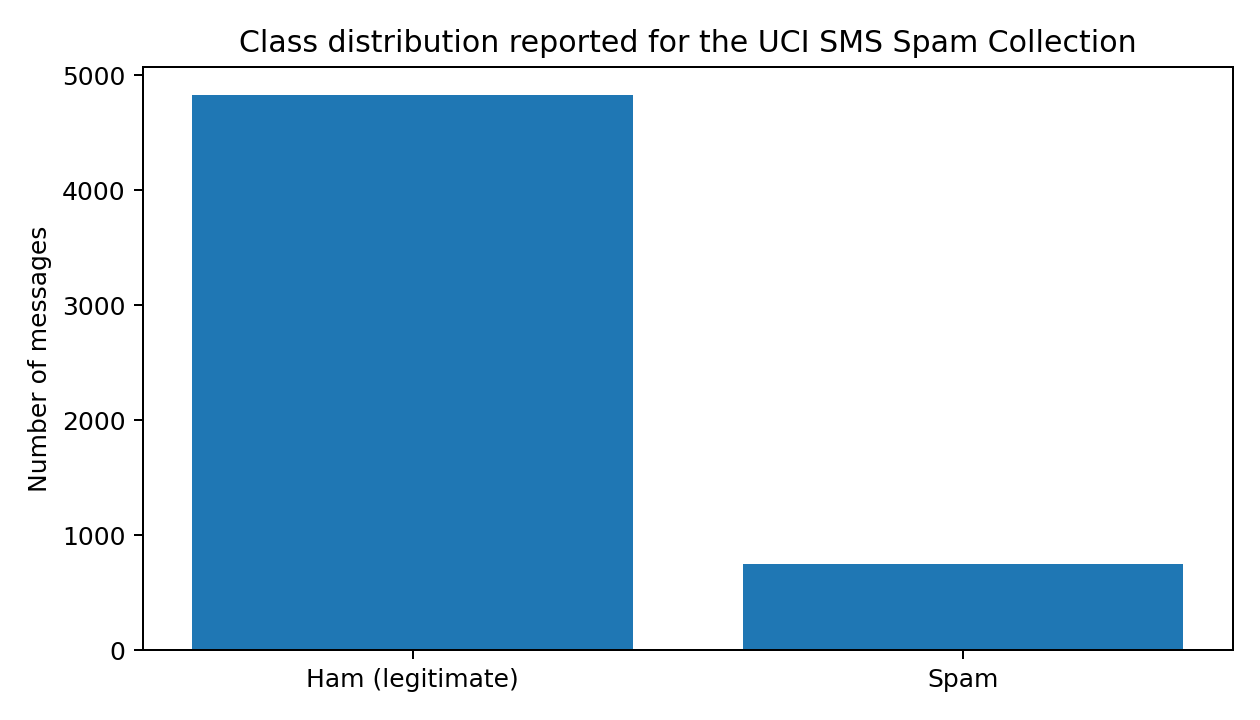 Class distribution reported for the UCI SMS Spam Collection
5000
4000
3000
2000
1000
0
Number of messages
Ham (legitimate)
Spam